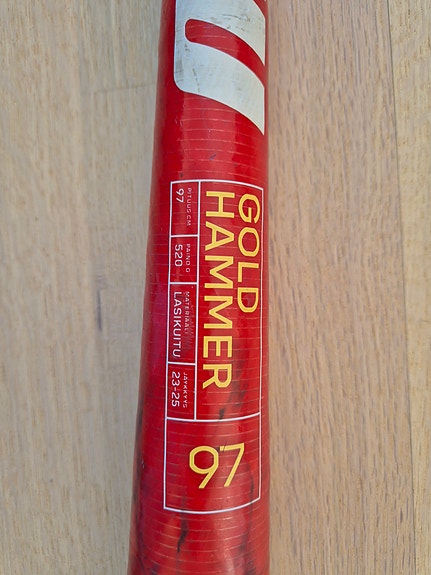 GOLD
HAMMER
PITUUS CM
97
PAINO G
520
MATERIAALI
LASIKUITU
JÄYKKYYS
23-25
97